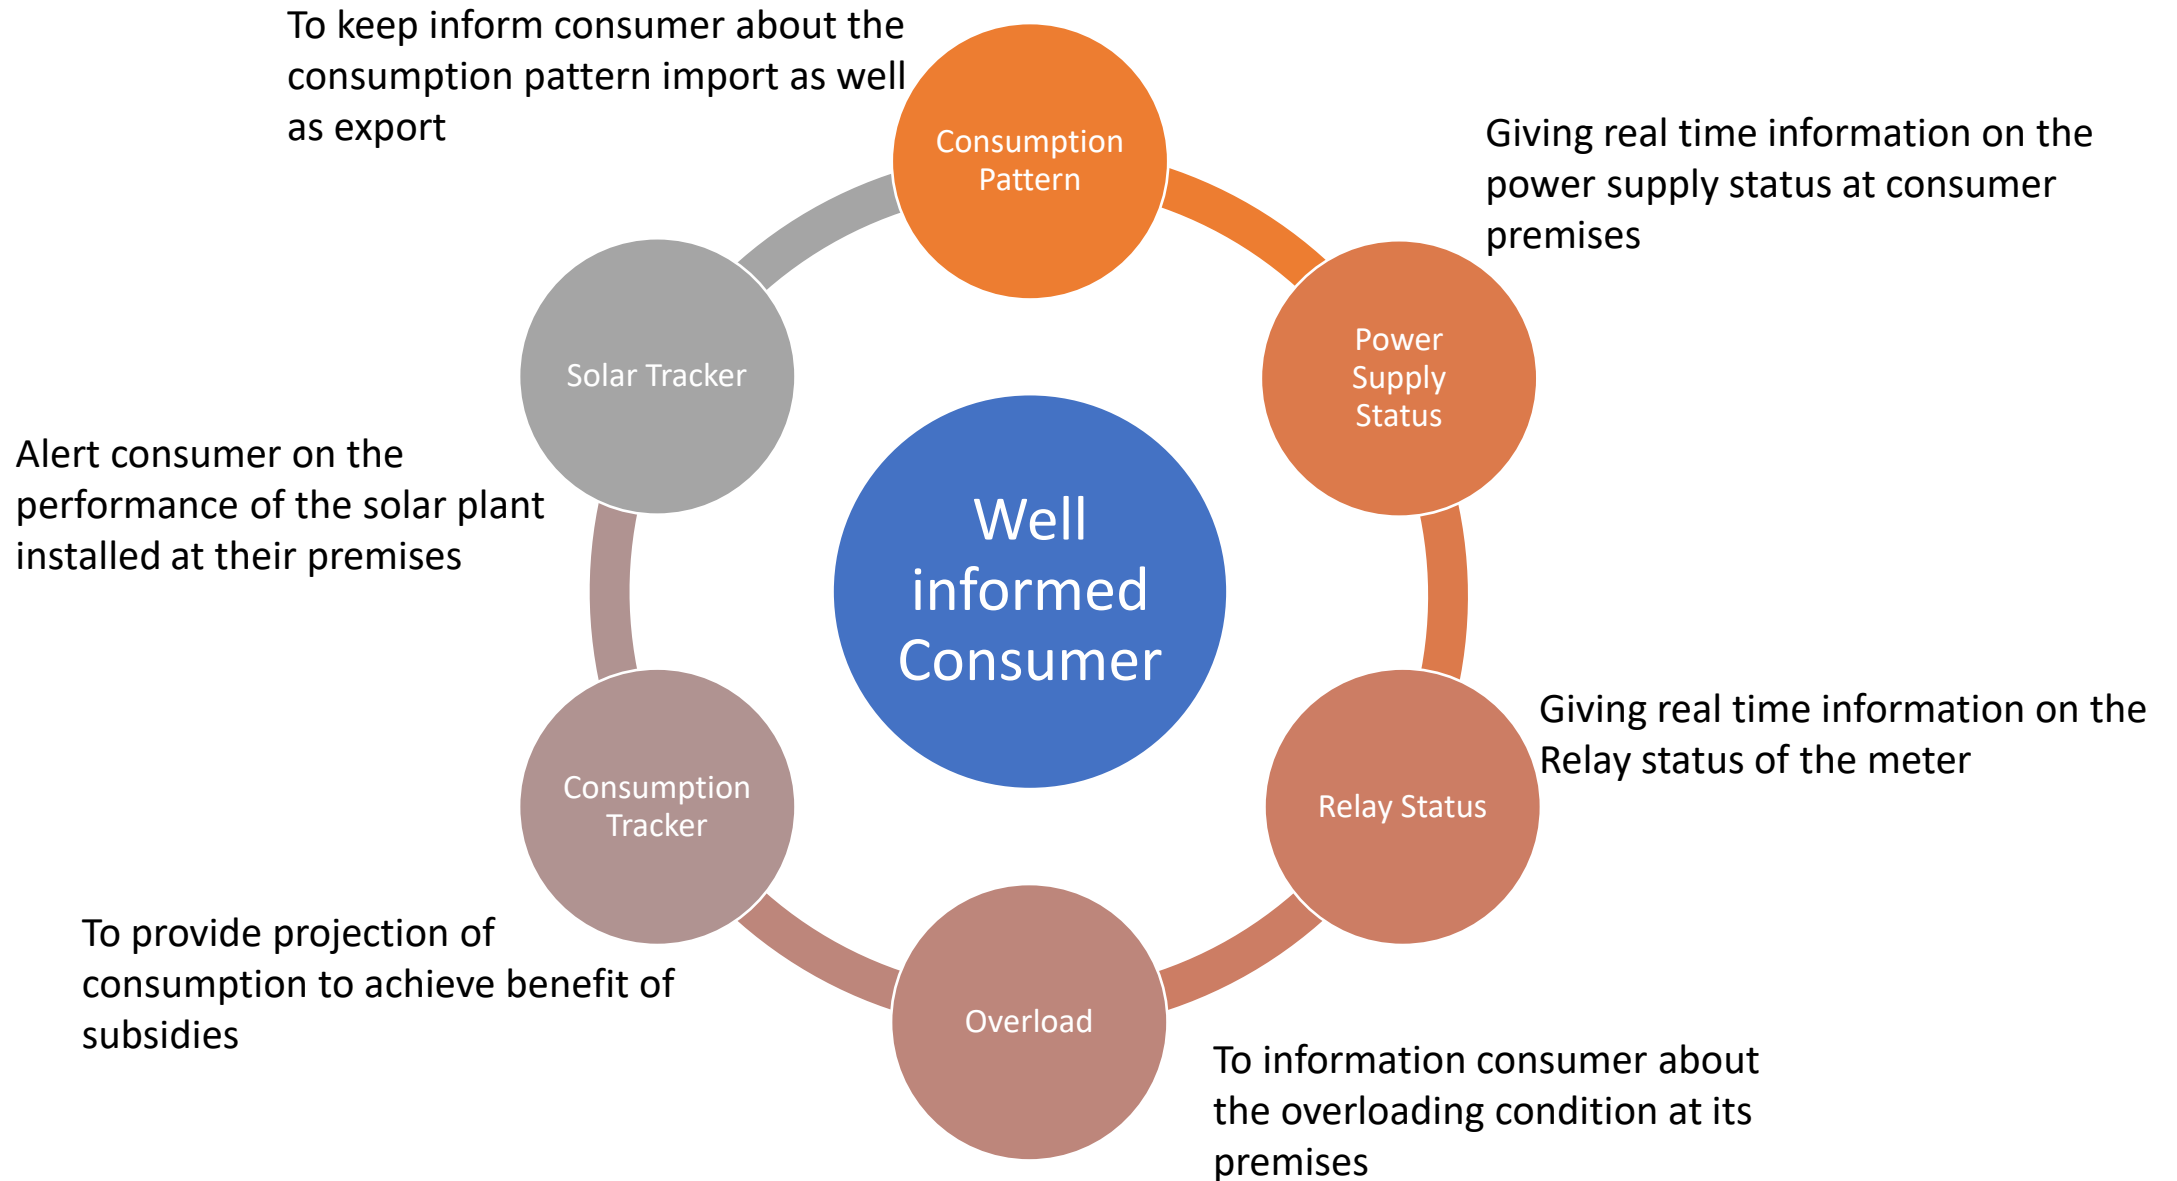 To keep inform consumer about the
consumption pattern import as well
as export
Consumption
Pattern
Giving real time information on the
power supply status at consumer
premises
Power
Supply
Status
Solar Tracker
Alert consumer on the
performance of the solar plant
installed at their premises
Well
informed
Consumer
Giving real time information on the
Relay status of the meter
Relay Status
Consumption
Tracker
To provide projection of
consumption to achieve benefit of
subsidies
Overload
To information consumer about
the overloading condition at its
premises